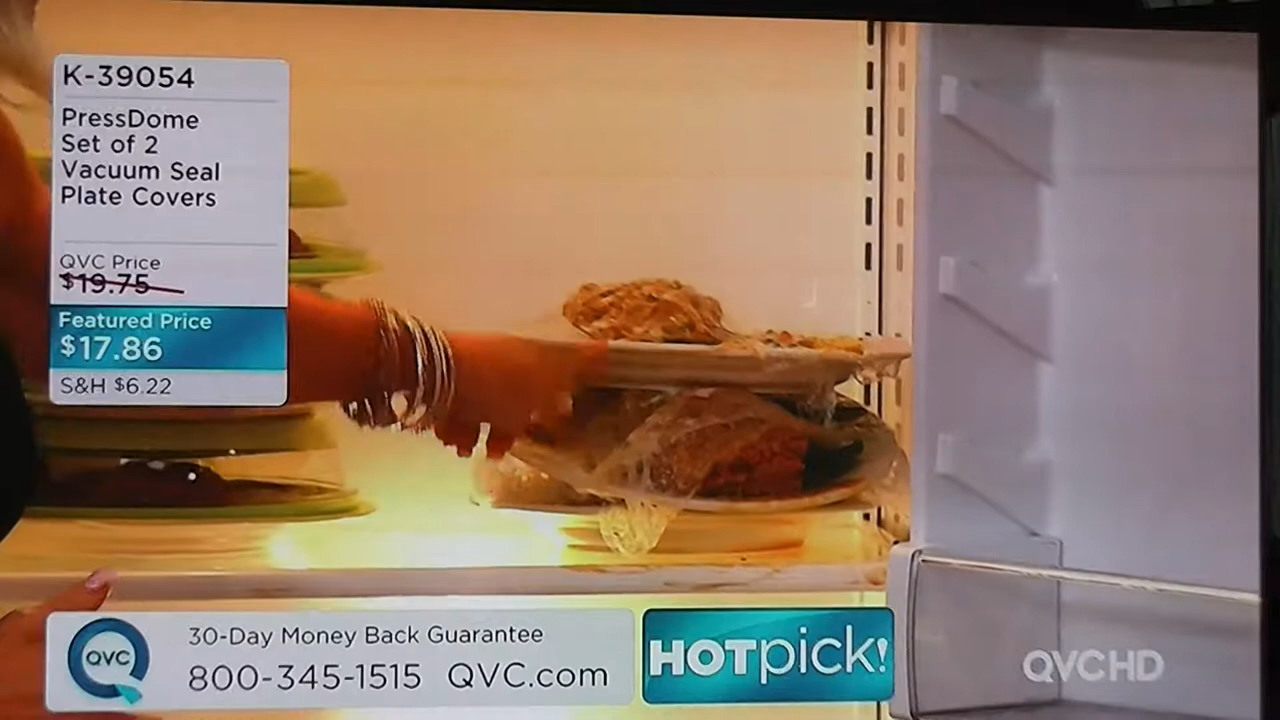 K-39054
PressDome
Set of 2
Vacuum Seal
Plate Covers
QVC Price
$19.75
Featured Price
$17.86
S&H $6.22
QVC
30-Day Money Back Guarantee
800-345-1515 QVC.com
HOTpick!
QVCHD